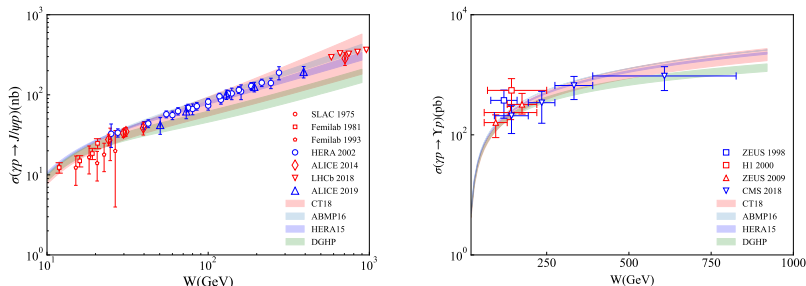 10³
10²
10¹
10⁰
σ(γp→ J/ψp)(nb)
SLAC 1975
Femilab 1981
Femilab 1993
HERA 2002
ALICE 2014
LHCb 2018
ALICE 2019
CT18
ABMP16
HERA15
DGHP
10¹
10²
10³
W(GeV)
10⁴
10²
10⁰
σ(γp→ Υp)(pb)
ZEUS 1998
H1 2000
ZEUS 2009
CMS 2018
CT18
ABMP16
HERA15
DGHP
250
500
750
1000
W(GeV)